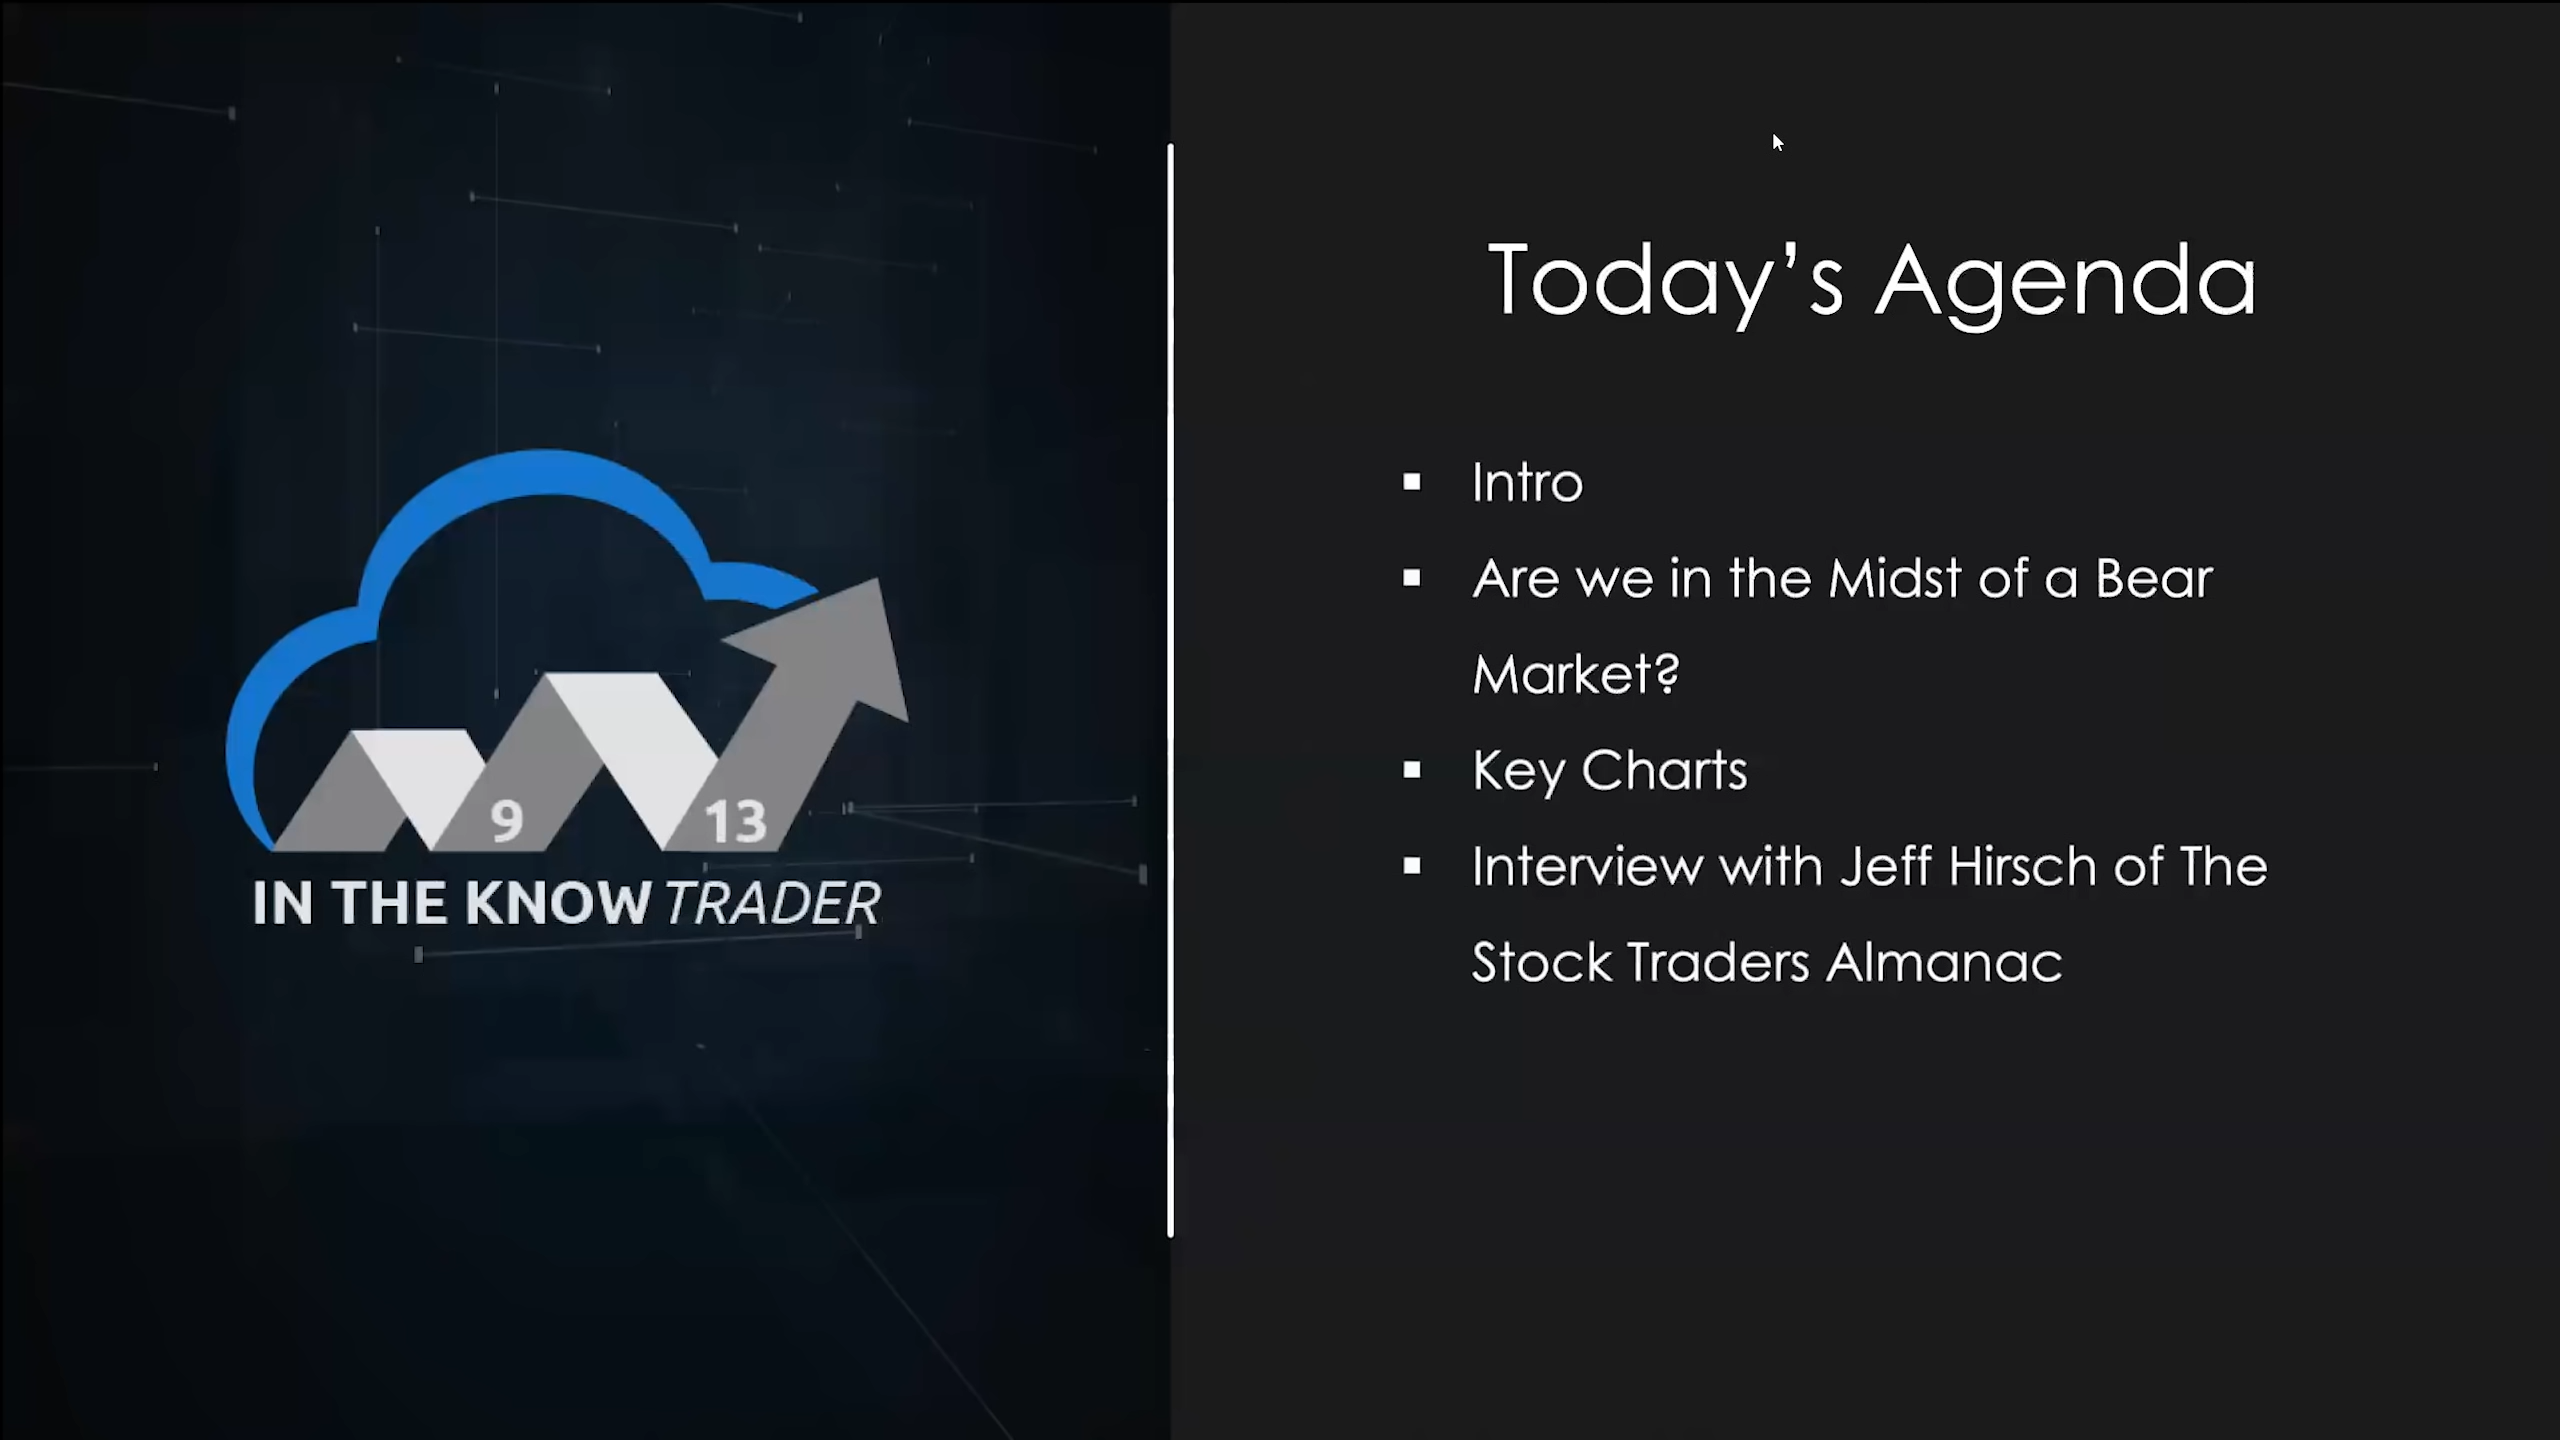 9
13
IN THE KNOW TRADER
Today’s Agenda
▪ Intro
▪ Are we in the Midst of a Bear
Market?
▪ Key Charts
▪ Interview with Jeff Hirsch of The
Stock Traders Almanac